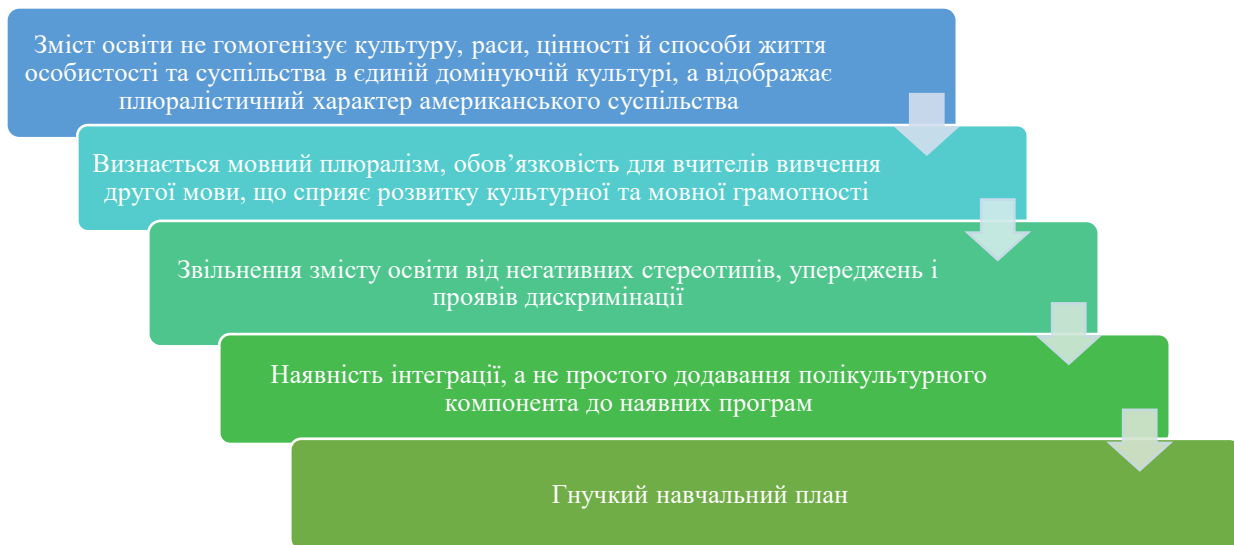 Зміст освіти не гомогенізує культуру, раси, цінності й способи життя
особистості та суспільства в єдиній домінуючій культурі, а відображає
плюралістичний характер американського суспільства
Визнається мовний плюралізм, обов’язковість для вчителів вивчення
другої мови, що сприяє розвитку культурної та мовної грамотності
Звільнення змісту освіти від негативних стереотипів, упереджень і
проявів дискримінації
Наявність інтеграції, а не простого додавання полікультурного
компонента до наявних програм
Гнучкий навчальний план